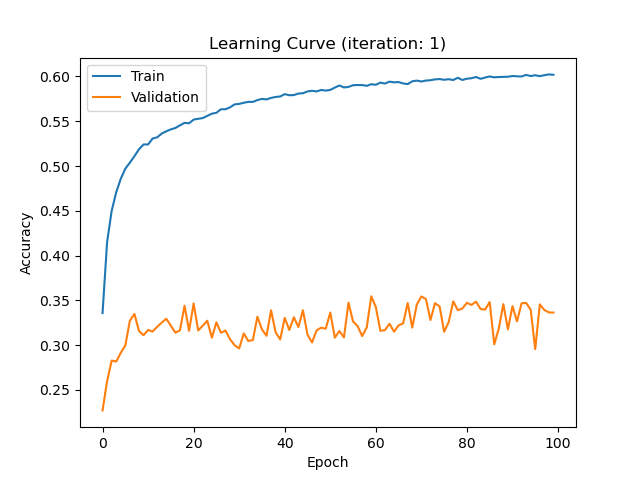 Learning Curve (iteration: 1)
Train
Validation
Accuracy
0.60
0.55
0.50
0.45
0.40
0.35
0.30
0.25
0 20 40 60 80 100
Epoch